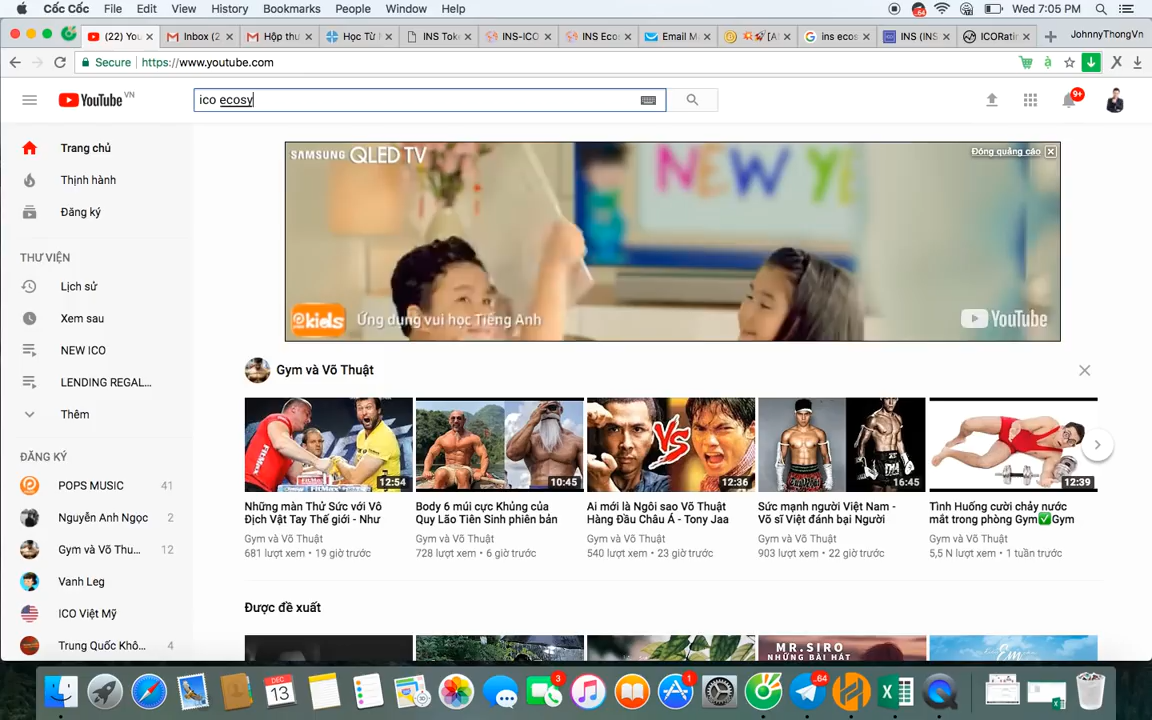 Cốc Cốc File Edit View History Bookmarks People Window Help Wed 7:05 PM
(22) You Inbox (2 Hộp thư Học Từ INS Tok INS-ICO INS Eco Email M ins ecos INS (INS ICORatin JohnnyThongVn
Secure https://www.youtube.com
YouTube VN
ico ecosy
9+
Trang chủ
Thịnh hành
Đăng ký
THƯ VIỆN
Lịch sử
Xem sau
NEW ICO
LENDING REGAL...
Thêm
ĐĂNG KÝ
POPS MUSIC 41
Nguyễn Anh Ngọc 2
Gym và Võ Thu... 12
Vanh Leg
ICO Việt Mỹ
Trung Quốc Khô... 4
SAMSUNG QLED TV
NEW YE
Đóng quảng cáo
kids
Ứng dụng vui học Tiếng Anh
YouTube
Gym và Võ Thuật
12:54
10:45
VS
12:36
16:45
12:39
Những màn Thử Sức với Vô
Địch Vật Tay Thế giới - Như
Gym và Võ Thuật
681 lượt xem • 19 giờ trước
Body 6 múi cực Khủng của
Quy Lão Tiên Sinh phiên bản
Gym và Võ Thuật
728 lượt xem • 6 giờ trước
Ai mới là Ngôi sao Võ Thuật
Hàng Đầu Châu Á - Tony Jaa
Gym và Võ Thuật
540 lượt xem • 23 giờ trước
Sức mạnh người Việt Nam -
Võ sĩ Việt đánh bại Người
Gym và Võ Thuật
903 lượt xem • 22 giờ trước
Tình Huống cười chảy nước
mắt trong phòng Gym✅Gym
Gym và Võ Thuật
5,5 N lượt xem • 1 tuần trước
Được đề xuất
MR.SIRO
NHỮNG BÀI HÁT
Em
DEC
13
3
1
64